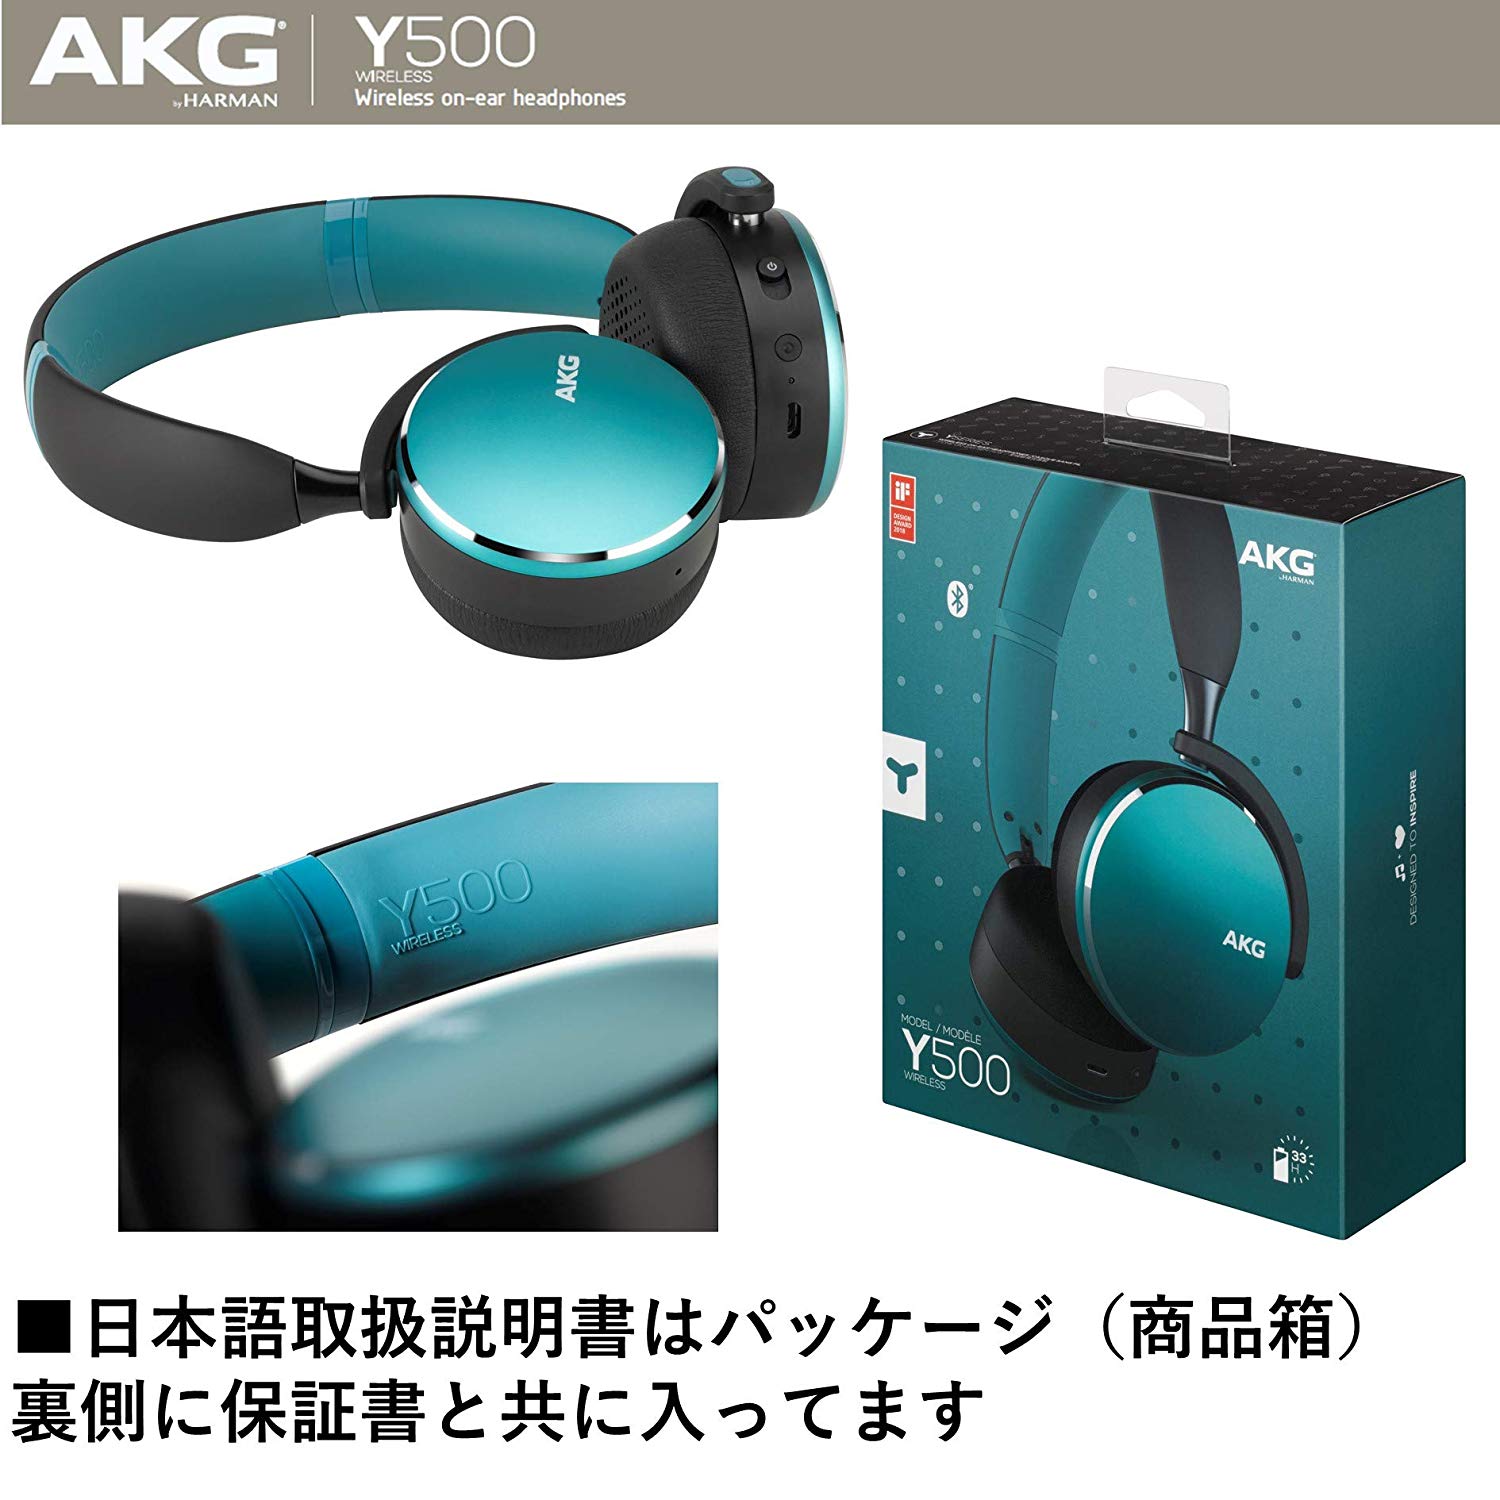 AKG®
by HARMAN
Y500
WIRELESS
Wireless on-ear headphones
AKG
Y500
WIRELESS
Y SERIES
iF
DESIGN
AWARD
2018
AKG
by HARMAN
DESIGNED TO INSPIRE
AKG
MODEL / MODÈLE
Y500
WIRELESS
33
H
■日本語取扱説明書はパッケージ（商品箱）
裏側に保証書と共に入ってます